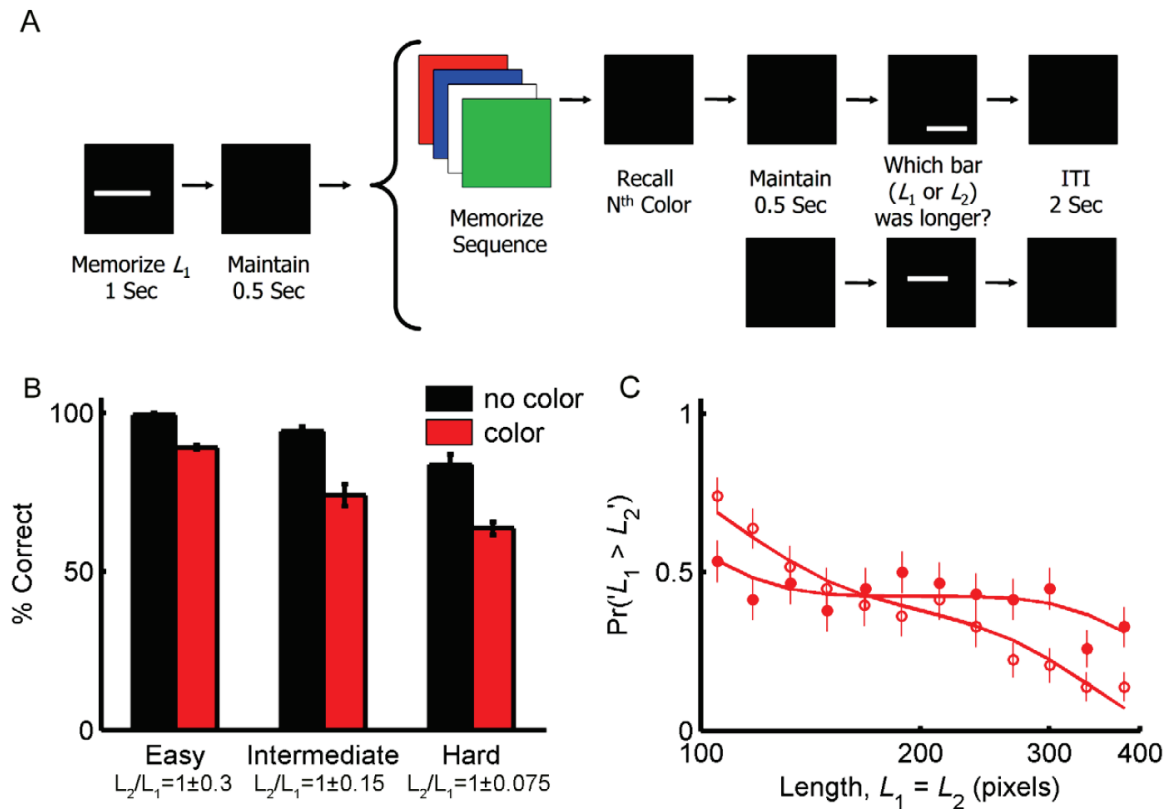 A
Memorize L₁
1 Sec
Maintain
0.5 Sec
Memorize
Sequence
Recall
Nᵗʰ Color
Maintain
0.5 Sec
Which bar
(L₁ or L₂)
was longer?
ITI
2 Sec
B
no color
color
% Correct
100
50
0
Easy
L₂/L₁=1±0.3
Intermediate
L₂/L₁=1±0.15
Hard
L₂/L₁=1±0.075
C
Pr('L₁ > L₂')
1
0.5
0
100
200
300
400
Length, L₁ = L₂ (pixels)